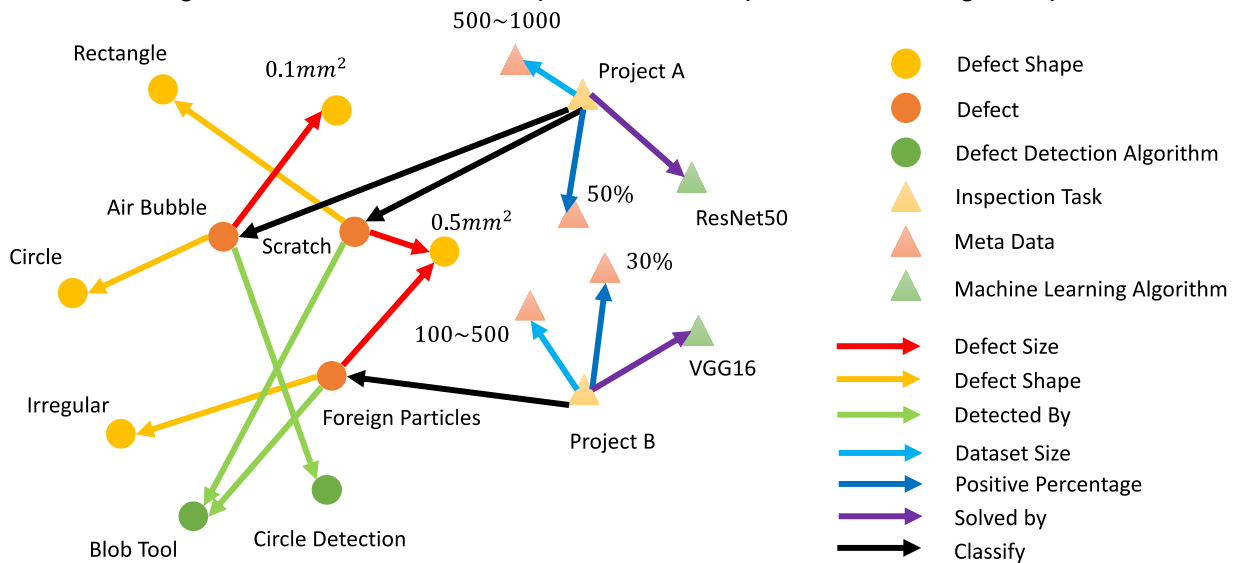 500~1000
Rectangle
0.1mm²
Project A
Defect Shape
Defect
Defect Detection Algorithm
Air Bubble
50%
Inspection Task
Scratch
0.5mm²
ResNet50
Circle
Meta Data
30%
Machine Learning Algorithm
100~500
VGG16
Defect Size
Defect Shape
Irregular
Foreign Particles
Detected By
Project B
Dataset Size
Positive Percentage
Solved by
Circle Detection
Blob Tool
Classify